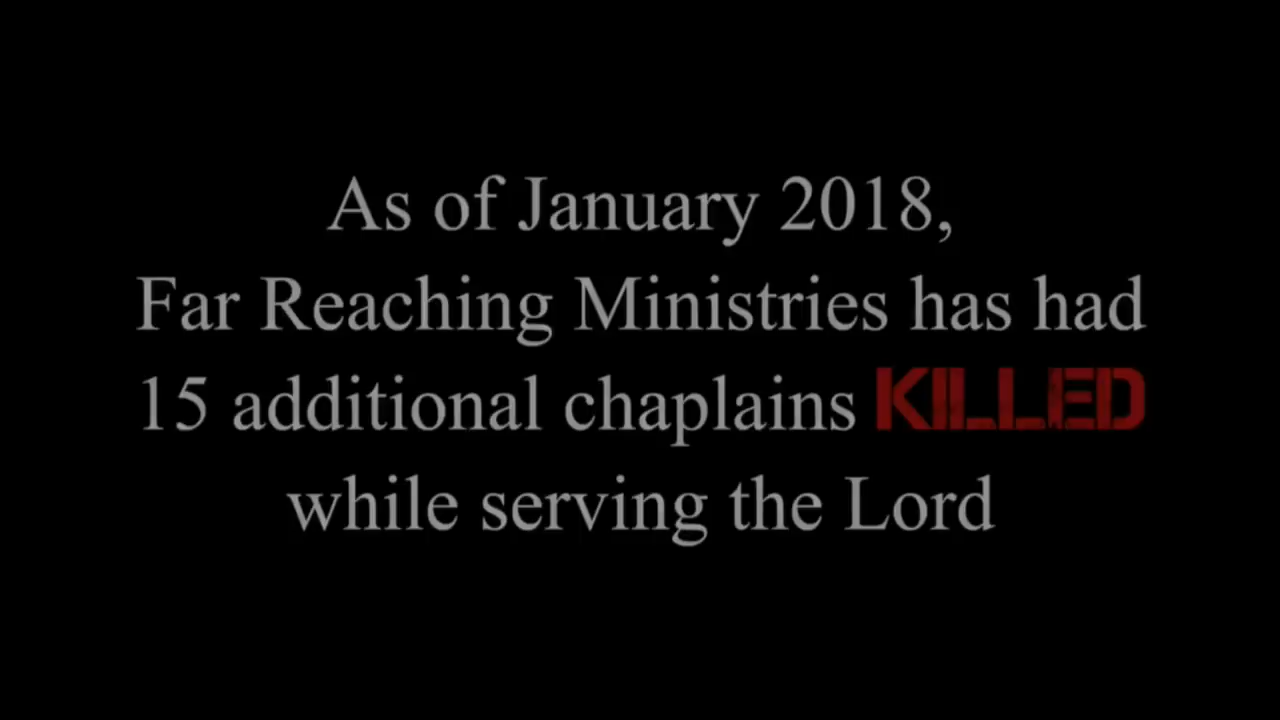 As of January 2018,
Far Reaching Ministries has had
15 additional chaplains KILLED
while serving the Lord